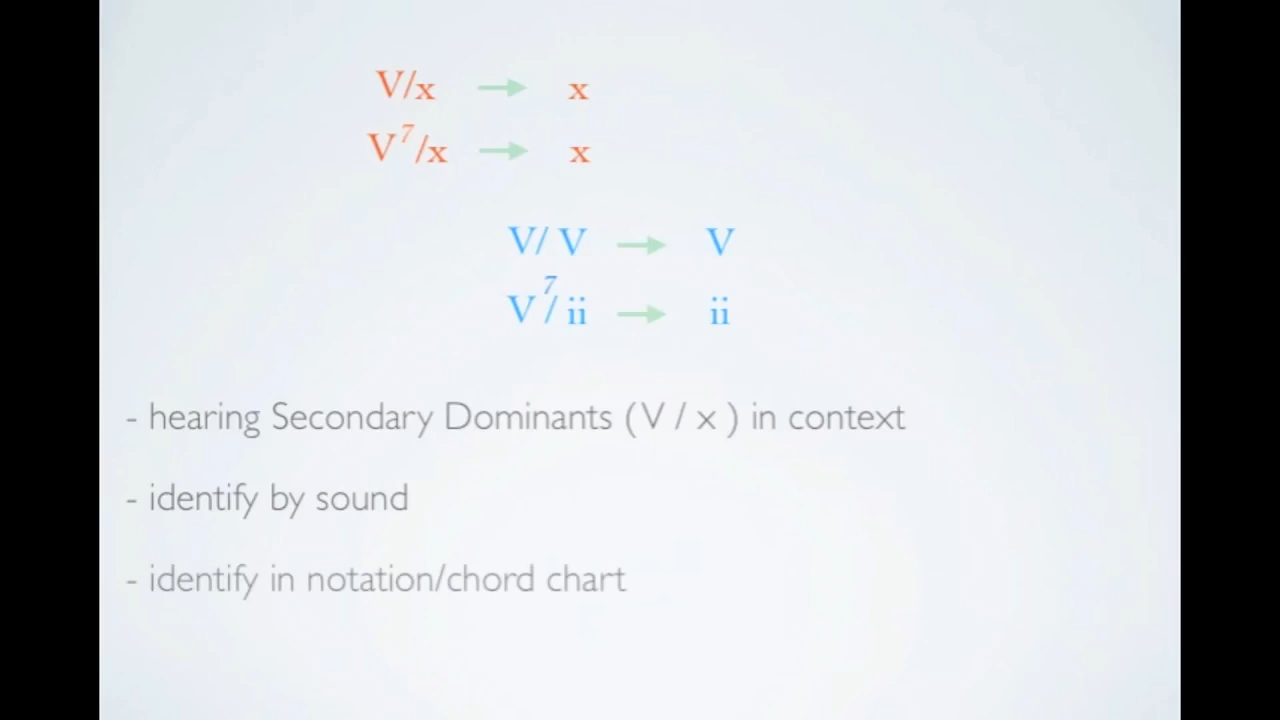 V/x → x
V⁷/x → x
V/ V → V
V⁷/ ii → ii
- hearing Secondary Dominants ( V / x ) in context
- identify by sound
- identify in notation/chord chart